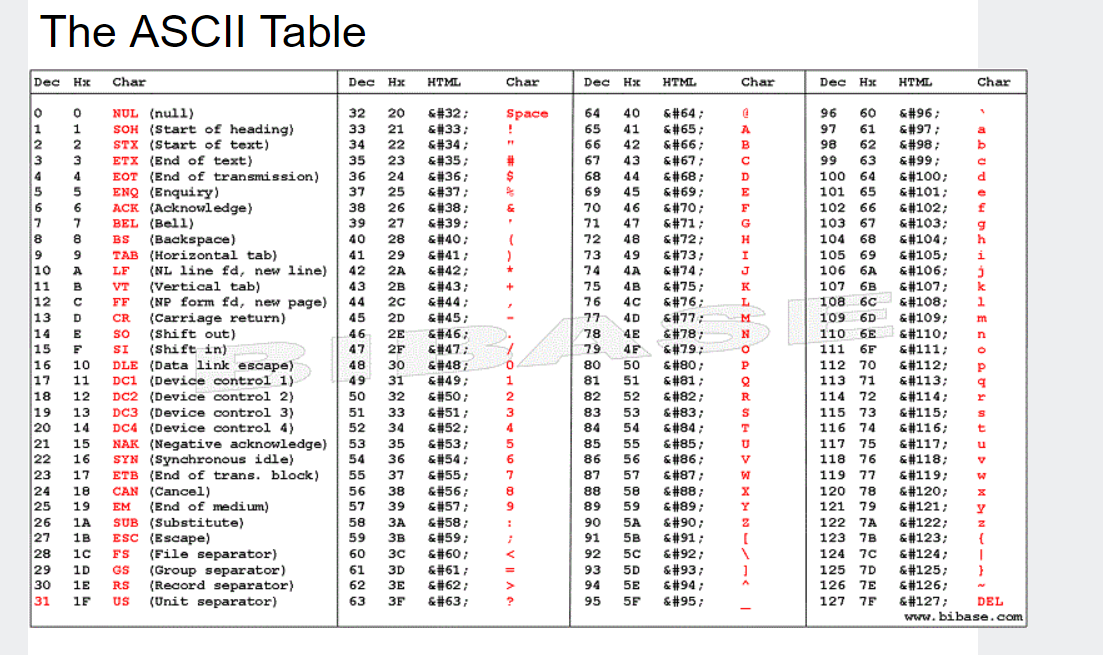 The ASCII Table
Dec Hx Char Dec Hx HTML Char Dec Hx HTML Char Dec Hx HTML Char
0 0 NUL (null) 32 20 &#32; Space 64 40 &#64; @ 96 60 &#96; `
1 1 SOH (Start of heading) 33 21 &#33; ! 65 41 &#65; A 97 61 &#97; a
2 2 STX (Start of text) 34 22 &#34; " 66 42 &#66; B 98 62 &#98; b
3 3 ETX (End of text) 35 23 &#35; # 67 43 &#67; C 99 63 &#99; c
4 4 EOT (End of transmission) 36 24 &#36; $ 68 44 &#68; D 100 64 &#100; d
5 5 ENQ (Enquiry) 37 25 &#37; % 69 45 &#69; E 101 65 &#101; e
6 6 ACK (Acknowledge) 38 26 &#38; & 70 46 &#70; F 102 66 &#102; f
7 7 BEL (Bell) 39 27 &#39; ' 71 47 &#71; G 103 67 &#103; g
8 8 BS (Backspace) 40 28 &#40; ( 72 48 &#72; H 104 68 &#104; h
9 9 TAB (Horizontal tab) 41 29 &#41; ) 73 49 &#73; I 105 69 &#105; i
10 A LF (NL line fd, new line) 42 2A &#42; * 74 4A &#74; J 106 6A &#106; j
11 B VT (Vertical tab) 43 2B &#43; + 75 4B &#75; K 107 6B &#107; k
12 C FF (NP form fd, new page) 44 2C &#44; , 76 4C &#76; L 108 6C &#108; l
13 D CR (Carriage return) 45 2D &#45; - 77 4D &#77; M 109 6D &#109; m
14 E SO (Shift out) 46 2E &#46; . 78 4E &#78; N 110 6E &#110; n
15 F SI (Shift in) 47 2F &#47; / 79 4F &#79; O 111 6F &#111; o
16 10 DLE (Data link escape) 48 30 &#48; 0 80 50 &#80; P 112 70 &#112; p
17 11 DC1 (Device control 1) 49 31 &#49; 1 81 51 &#81; Q 113 71 &#113; q
18 12 DC2 (Device control 2) 50 32 &#50; 2 82 52 &#82; R 114 72 &#114; r
19 13 DC3 (Device control 3) 51 33 &#51; 3 83 53 &#83; S 115 73 &#115; s
20 14 DC4 (Device control 4) 52 34 &#52; 4 84 54 &#84; T 116 74 &#116; t
21 15 NAK (Negative acknowledge) 53 35 &#53; 5 85 55 &#85; U 117 75 &#117; u
22 16 SYN (Synchronous idle) 54 36 &#54; 6 86 56 &#86; V 118 76 &#118; v
23 17 ETB (End of trans. block) 55 37 &#55; 7 87 57 &#87; W 119 77 &#119; w
24 18 CAN (Cancel) 56 38 &#56; 8 88 58 &#88; X 120 78 &#120; x
25 19 EM (End of medium) 57 39 &#57; 9 89 59 &#89; Y 121 79 &#121; y
26 1A SUB (Substitute) 58 3A &#58; : 90 5A &#90; Z 122 7A &#122; z
27 1B ESC (Escape) 59 3B &#59; ; 91 5B &#91; [ 123 7B &#123; {
28 1C FS (File separator) 60 3C &#60; < 92 5C &#92; \ 124 7C &#124; |
29 1D GS (Group separator) 61 3D &#61; = 93 5D &#93; ] 125 7D &#125; }
30 1E RS (Record separator) 62 3E &#62; > 94 5E &#94; ^ 126 7E &#126; ~
31 1F US (Unit separator) 63 3F &#63; ? 95 5F &#95; _ 127 7F &#127; DEL
www.bibase.com
BIBASE